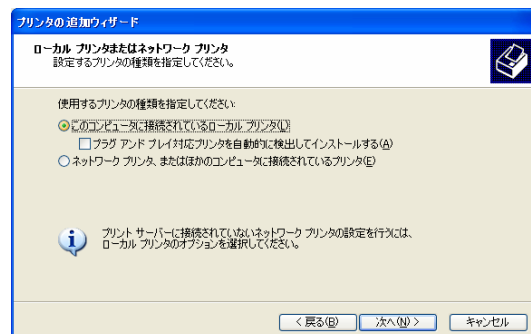 プリンタの追加ウィザード
ローカル プリンタまたはネットワーク プリンタ
設定するプリンタの種類を指定してください。
使用するプリンタの種類を指定してください:
このコンピュータに接続されているローカル プリンタ(L)
プラグ アンド プレイ対応プリンタを自動的に検出してインストールする(A)
ネットワーク プリンタ、またはほかのコンピュータに接続されているプリンタ(E)
プリント サーバーに接続されていないネットワーク プリンタの設定を行うには、
ローカル プリンタのオプションを選択してください。
< 戻る(B) 次へ(N) > キャンセル